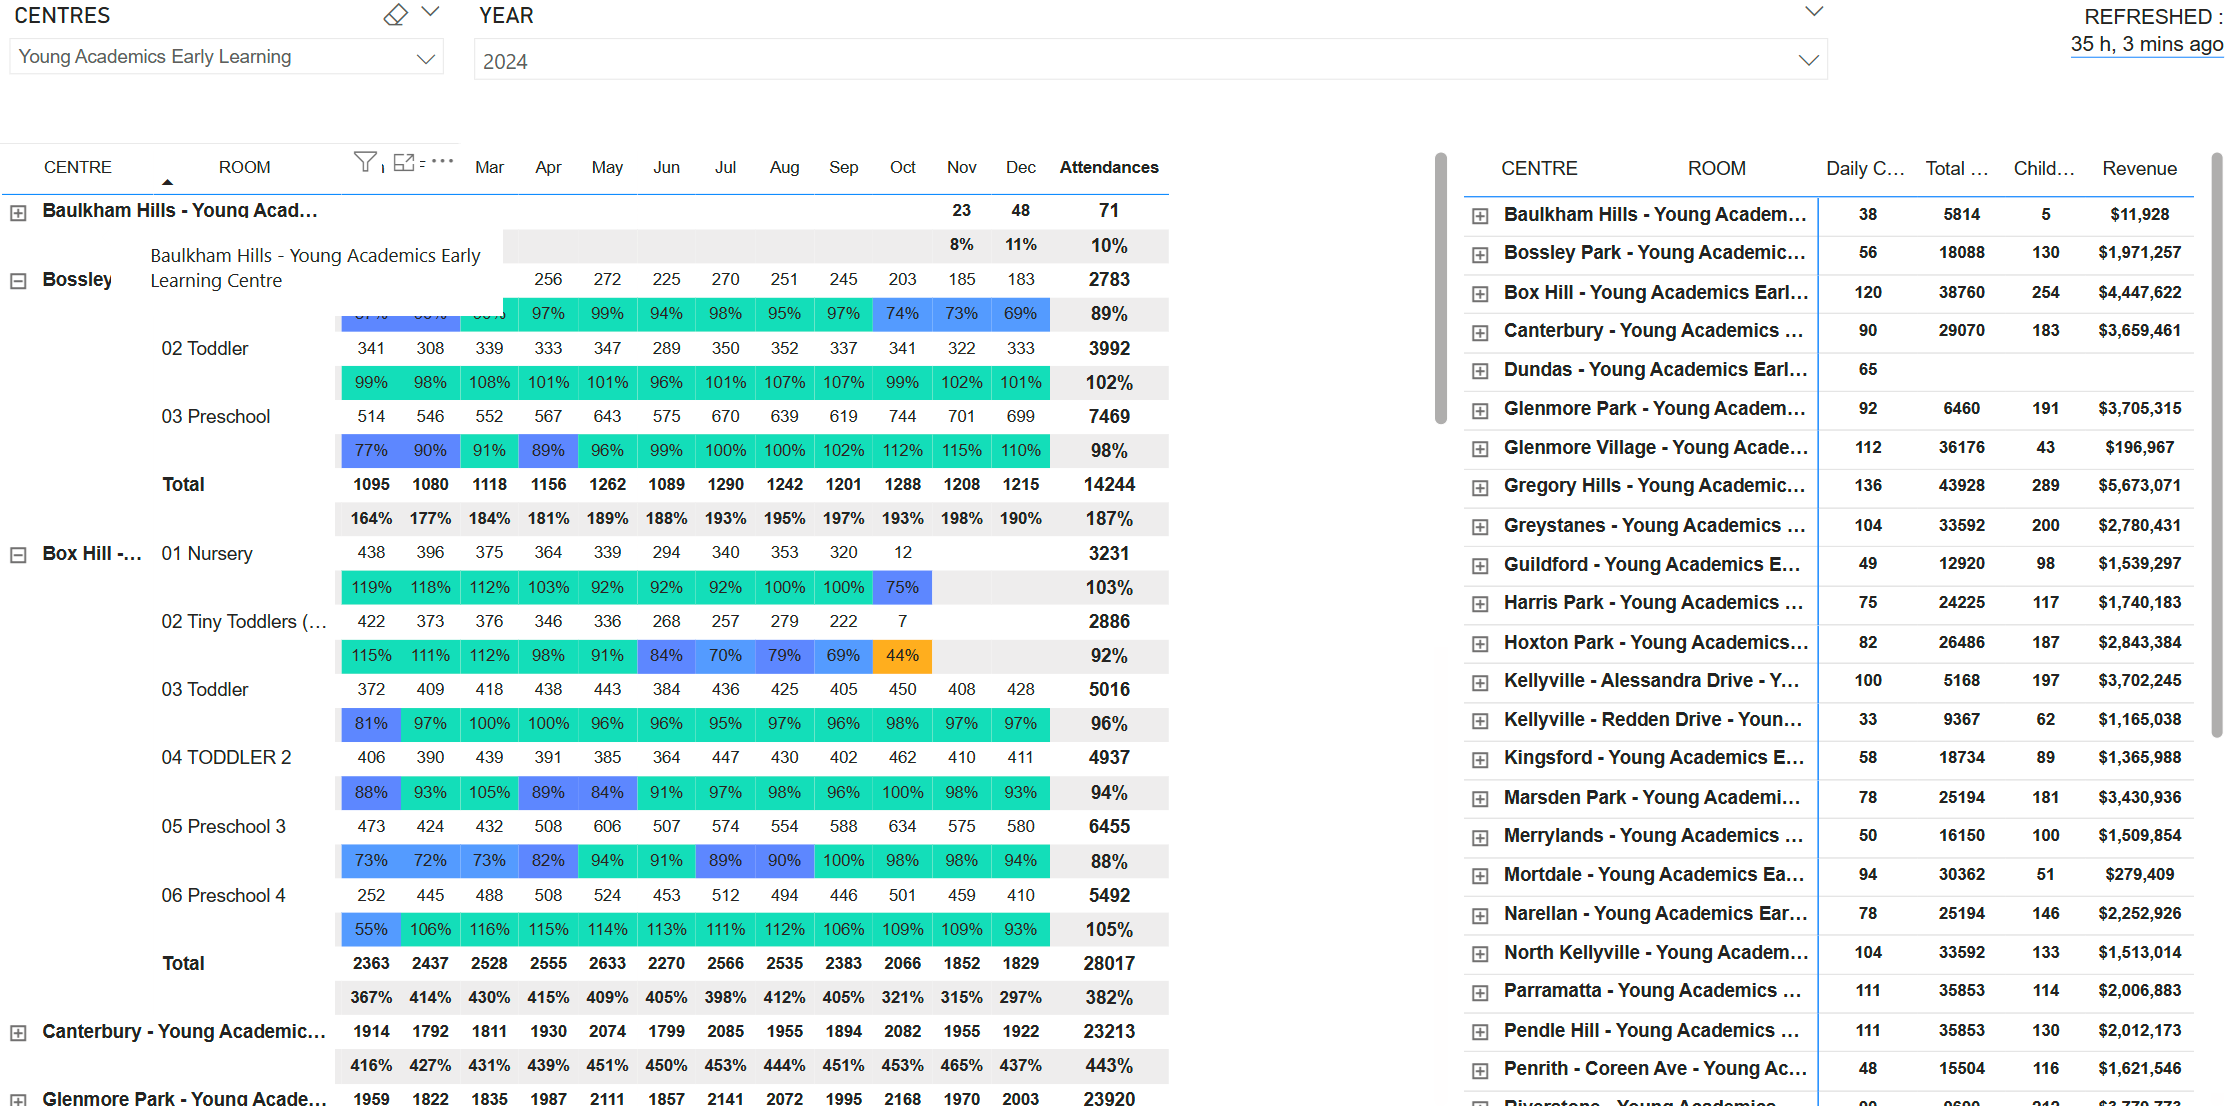 CENTRES
Young Academics Early Learning
YEAR
2024
REFRESHED :
35 h, 3 mins ago
CENTRE ROOM Mar Apr May Jun Jul Aug Sep Oct Nov Dec Attendances
Baulkham Hills - Young Acad... 23 48 71
8% 11% 10%
Baulkham Hills - Young Academics Early
Learning Centre
Bossley 256 272 225 270 251 245 203 185 183 2783
97% 99% 94% 98% 95% 97% 74% 73% 69% 89%
02 Toddler 341 308 339 333 347 289 350 352 337 341 322 333 3992
99% 98% 108% 101% 101% 96% 101% 107% 107% 99% 102% 101% 102%
03 Preschool 514 546 552 567 643 575 670 639 619 744 701 699 7469
77% 90% 91% 89% 96% 99% 100% 100% 102% 112% 115% 110% 98%
Total 1095 1080 1118 1156 1262 1089 1290 1242 1201 1288 1208 1215 14244
164% 177% 184% 181% 189% 188% 193% 195% 197% 193% 198% 190% 187%
Box Hill -... 01 Nursery 438 396 375 364 339 294 340 353 320 12 3231
119% 118% 112% 103% 92% 92% 92% 100% 100% 75% 103%
02 Tiny Toddlers (... 422 373 376 346 336 268 257 279 222 7 2886
115% 111% 112% 98% 91% 84% 70% 79% 69% 44% 92%
03 Toddler 372 409 418 438 443 384 436 425 405 450 408 428 5016
81% 97% 100% 100% 96% 96% 95% 97% 96% 98% 97% 97% 96%
04 TODDLER 2 406 390 439 391 385 364 447 430 402 462 410 411 4937
88% 93% 105% 89% 84% 91% 97% 98% 96% 100% 98% 93% 94%
05 Preschool 3 473 424 432 508 606 507 574 554 588 634 575 580 6455
73% 72% 73% 82% 94% 91% 89% 90% 100% 98% 98% 94% 88%
06 Preschool 4 252 445 488 508 524 453 512 494 446 501 459 410 5492
55% 106% 116% 115% 114% 113% 111% 112% 106% 109% 109% 93% 105%
Total 2363 2437 2528 2555 2633 2270 2566 2535 2383 2066 1852 1829 28017
367% 414% 430% 415% 409% 405% 398% 412% 405% 321% 315% 297% 382%
Canterbury - Young Academic... 1914 1792 1811 1930 2074 1799 2085 1955 1894 2082 1955 1922 23213
416% 427% 431% 439% 451% 450% 453% 444% 451% 453% 465% 437% 443%
Glenmore Park - Young Acade... 1959 1822 1835 1987 2111 1857 2141 2072 1995 2168 1970 2003 23920
CENTRE ROOM Daily C... Total ... Child... Revenue
Baulkham Hills - Young Academ... 38 5814 5 $11,928
Bossley Park - Young Academic... 56 18088 130 $1,971,257
Box Hill - Young Academics Earl... 120 38760 254 $4,447,622
Canterbury - Young Academics ... 90 29070 183 $3,659,461
Dundas - Young Academics Earl... 65
Glenmore Park - Young Academ... 92 6460 191 $3,705,315
Glenmore Village - Young Acade... 112 36176 43 $196,967
Gregory Hills - Young Academic... 136 43928 289 $5,673,071
Greystanes - Young Academics ... 104 33592 200 $2,780,431
Guildford - Young Academics E... 49 12920 98 $1,539,297
Harris Park - Young Academics ... 75 24225 117 $1,740,183
Hoxton Park - Young Academics... 82 26486 187 $2,843,384
Kellyville - Alessandra Drive - Y... 100 5168 197 $3,702,245
Kellyville - Redden Drive - Youn... 33 9367 62 $1,165,038
Kingsford - Young Academics E... 58 18734 89 $1,365,988
Marsden Park - Young Academi... 78 25194 181 $3,430,936
Merrylands - Young Academics ... 50 16150 100 $1,509,854
Mortdale - Young Academics Ea... 94 30362 51 $279,409
Narellan - Young Academics Ear... 78 25194 146 $2,252,926
North Kellyville - Young Academ... 104 33592 133 $1,513,014
Parramatta - Young Academics ... 111 35853 114 $2,006,883
Pendle Hill - Young Academics ... 111 35853 130 $2,012,173
Penrith - Coreen Ave - Young Ac... 48 15504 116 $1,621,546